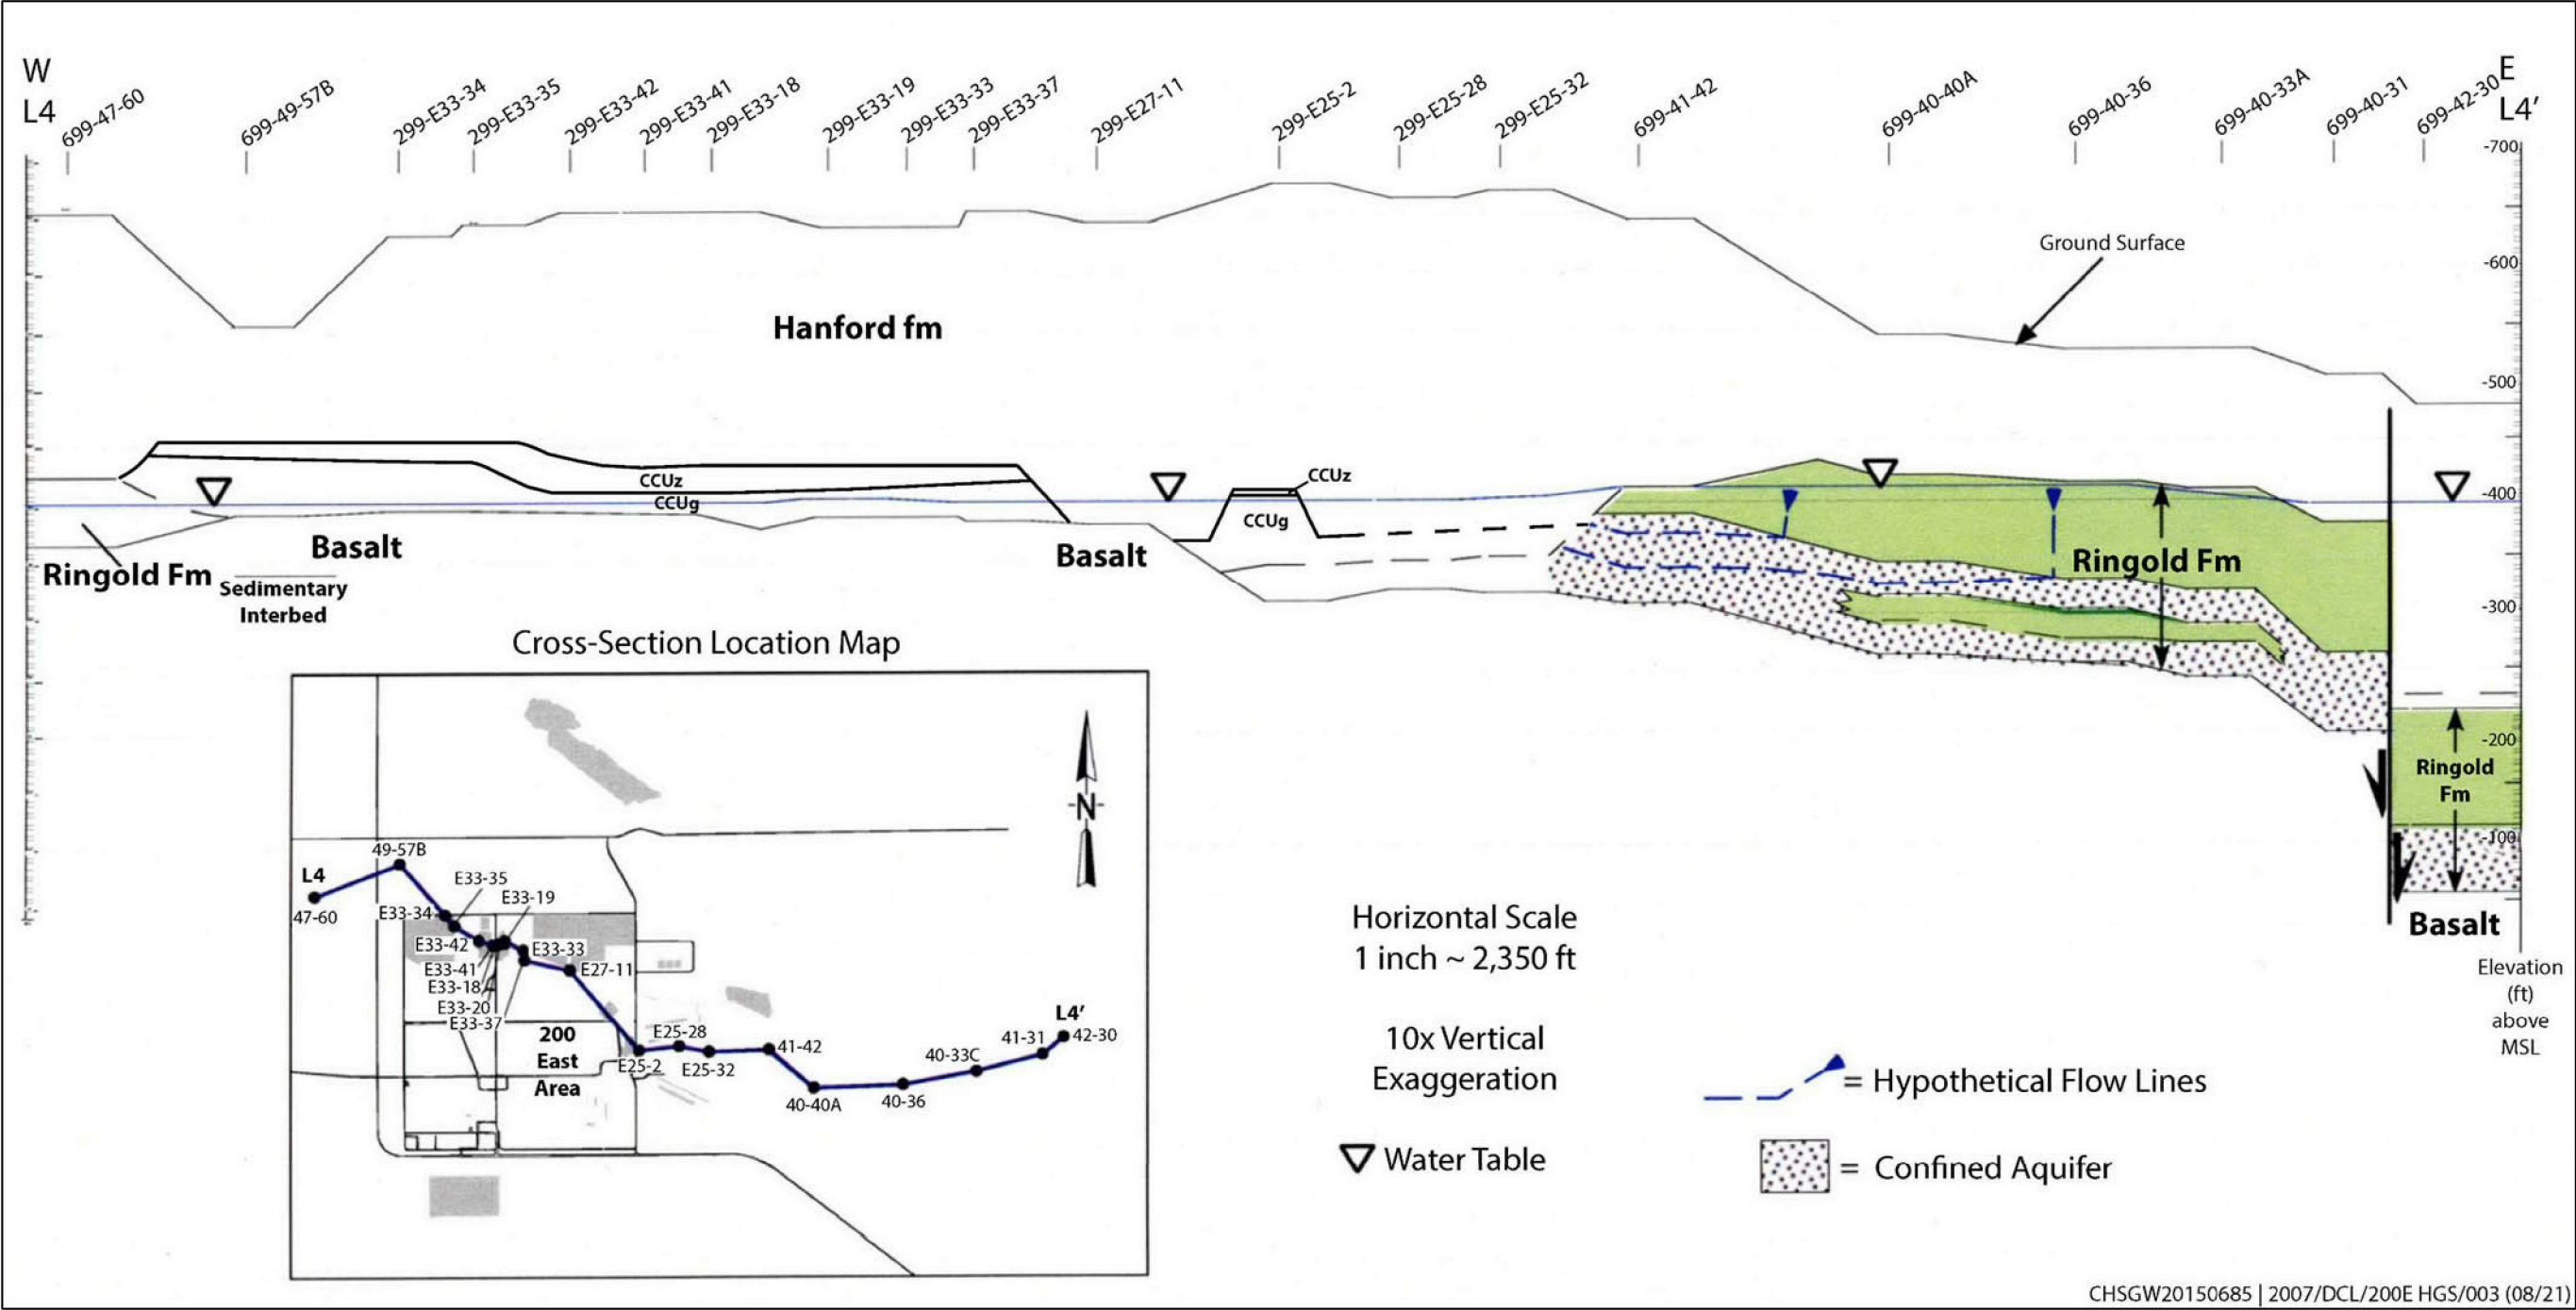 W
L4
699-47-60
699-49-57B
299-E33-34
299-E33-35
299-E33-42
299-E33-41
299-E33-18
299-E33-19
299-E33-33
299-E33-37
299-E27-11
299-E25-2
299-E25-28
299-E25-32
699-41-42
699-40-40A
699-40-36
699-40-33A
699-40-31
699-42-30
E
L4’
-700
Ground Surface
-600
Hanford fm
-500
CCUz
CCUg
CCUz
CCUg
-400
Basalt
Basalt
Ringold Fm
Ringold Fm
Sedimentary
Interbed
-300
-200
Ringold
Fm
-100
Basalt
Elevation
(ft)
above
MSL
Cross-Section Location Map
49-57B
L4
47-60
E33-35
E33-19
E33-34
E33-42
E33-33
E33-41
E27-11
E33-18
E33-20
E33-37
200
East
Area
-N-
E25-28
E25-2
E25-32
41-42
40-40A
40-36
40-33C
41-31
L4’
42-30
Horizontal Scale
1 inch ~ 2,350 ft
10x Vertical
Exaggeration
Water Table
= Hypothetical Flow Lines
= Confined Aquifer
CHSGW20150685 | 2007/DCL/200E HGS/003 (08/21)